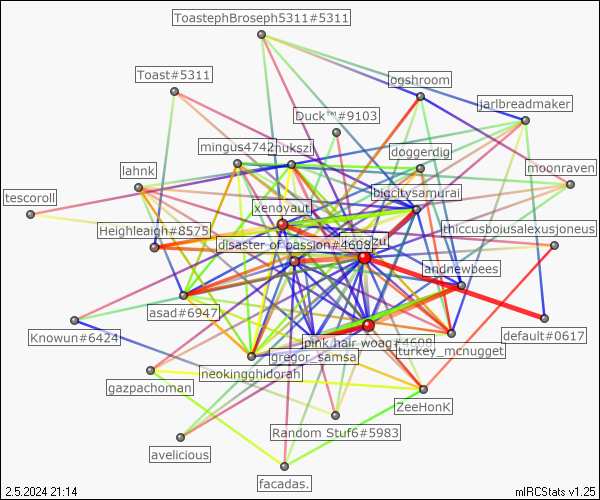 ToastephBroseph5311#5311
Toast#5311
ogshroom
jarlbreadmaker
Duck™#9103
mingus4742
nukszi
doggerdig
lahnk
moonraven
bigcitysamurai
tescoroll
xenoyaut
Heighleaigh#8575
thiccusboiusalexusjoneus
disaster of passion#4608
zu
andnewbees
asad#6947
default#0617
Knowun#6424
pink hair woag#4608
turkey_mcnugget
gregor_samsa
neokingghidorah
gazpachoman
ZeeHonK
Random Stuf6#5983
avelicious
facadas.
2.5.2024 21:14
mIRCStats v1.25